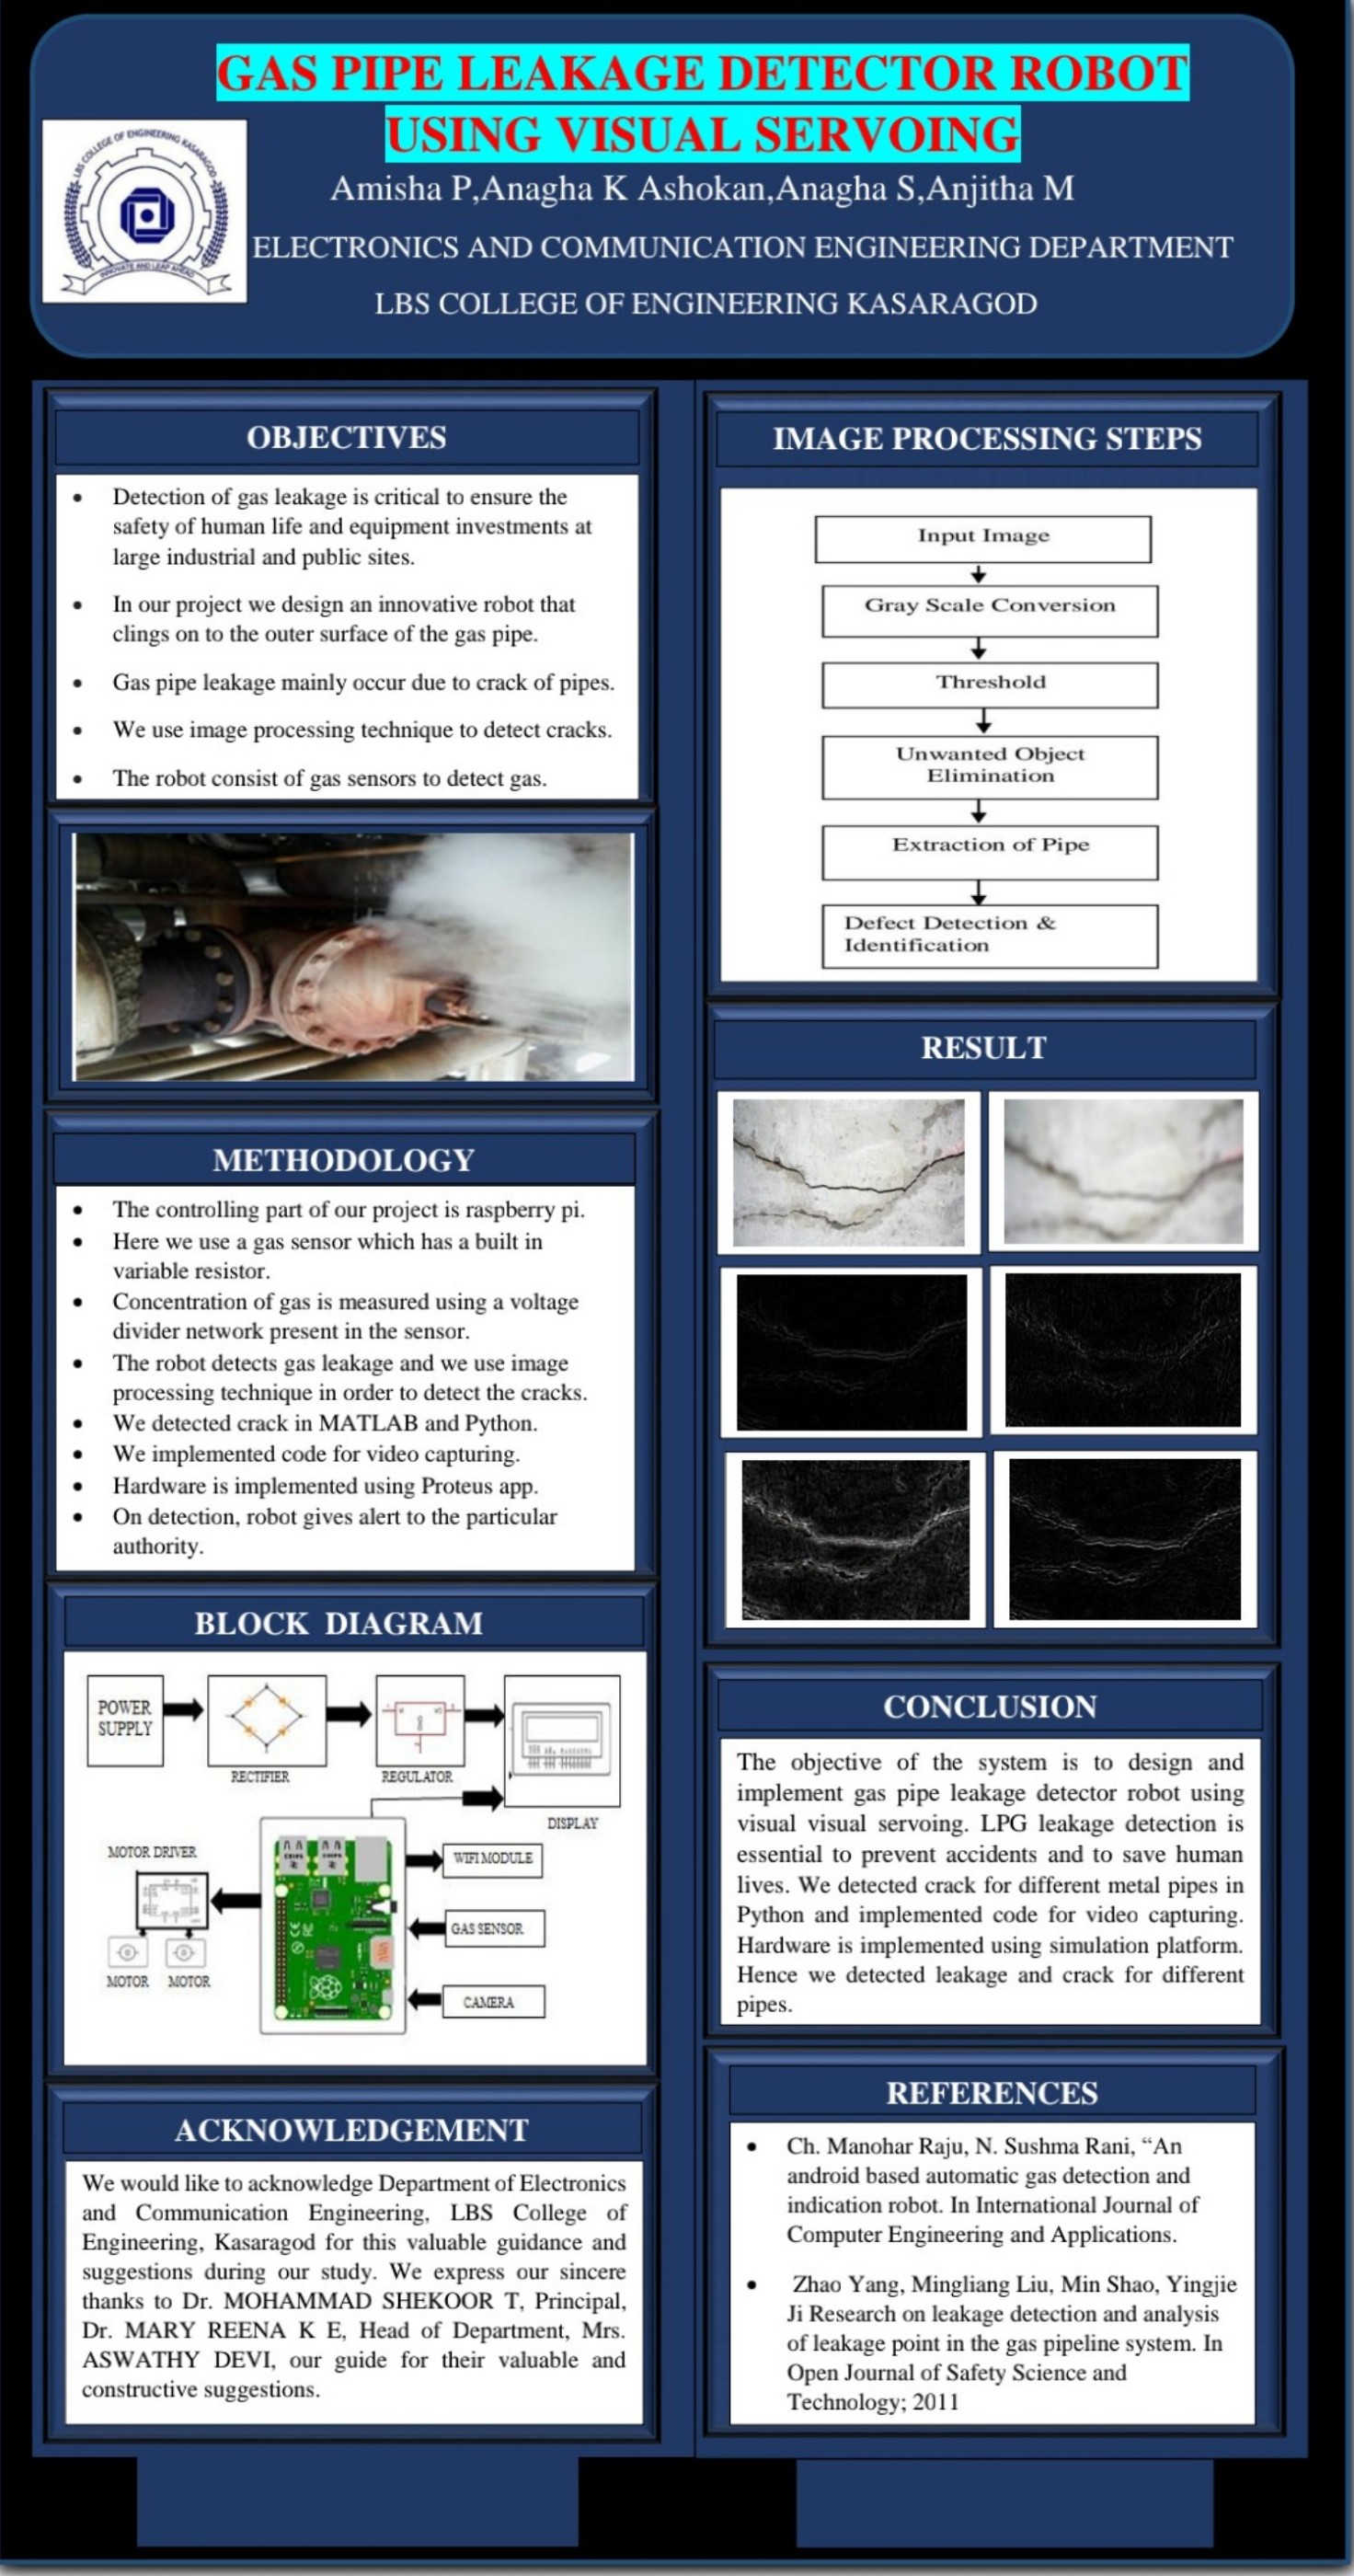 GAS PIPE LEAKAGE DETECTOR ROBOT
USING VISUAL SERVOING
Amisha P,Anagha K Ashokan,Anagha S,Anjitha M
ELECTRONICS AND COMMUNICATION ENGINEERING DEPARTMENT
LBS COLLEGE OF ENGINEERING KASARAGOD
LBS COLLEGE OF ENGINEERING KASARAGOD
INNOVATE AND LEAP AHEAD
OBJECTIVES
• Detection of gas leakage is critical to ensure the
safety of human life and equipment investments at
large industrial and public sites.
• In our project we design an innovative robot that
clings on to the outer surface of the gas pipe.
• Gas pipe leakage mainly occur due to crack of pipes.
• We use image processing technique to detect cracks.
• The robot consist of gas sensors to detect gas.
METHODOLOGY
• The controlling part of our project is raspberry pi.
• Here we use a gas sensor which has a built in
variable resistor.
• Concentration of gas is measured using a voltage
divider network present in the sensor.
• The robot detects gas leakage and we use image
processing technique in order to detect the cracks.
• We detected crack in MATLAB and Python.
• We implemented code for video capturing.
• Hardware is implemented using Proteus app.
• On detection, robot gives alert to the particular
authority.
BLOCK DIAGRAM
POWER
SUPPLY
RECTIFIER
REGULATOR
DISPLAY
MOTOR DRIVER
WIFI MODULE
GAS SENSOR
MOTOR
MOTOR
CAMERA
ACKNOWLEDGEMENT
We would like to acknowledge Department of Electronics
and Communication Engineering, LBS College of
Engineering, Kasaragod for this valuable guidance and
suggestions during our study. We express our sincere
thanks to Dr. MOHAMMAD SHEKOOR T, Principal,
Dr. MARY REENA K E, Head of Department, Mrs.
ASWATHY DEVI, our guide for their valuable and
constructive suggestions.
IMAGE PROCESSING STEPS
Input Image
Gray Scale Conversion
Threshold
Unwanted Object
Elimination
Extraction of Pipe
Defect Detection &
Identification
RESULT
CONCLUSION
The objective of the system is to design and
implement gas pipe leakage detector robot using
visual visual servoing. LPG leakage detection is
essential to prevent accidents and to save human
lives. We detected crack for different metal pipes in
Python and implemented code for video capturing.
Hardware is implemented using simulation platform.
Hence we detected leakage and crack for different
pipes.
REFERENCES
• Ch. Manohar Raju, N. Sushma Rani, “An
android based automatic gas detection and
indication robot. In International Journal of
Computer Engineering and Applications.
• Zhao Yang, Mingliang Liu, Min Shao, Yingjie
Ji Research on leakage detection and analysis
of leakage point in the gas pipeline system. In
Open Journal of Safety Science and
Technology; 2011